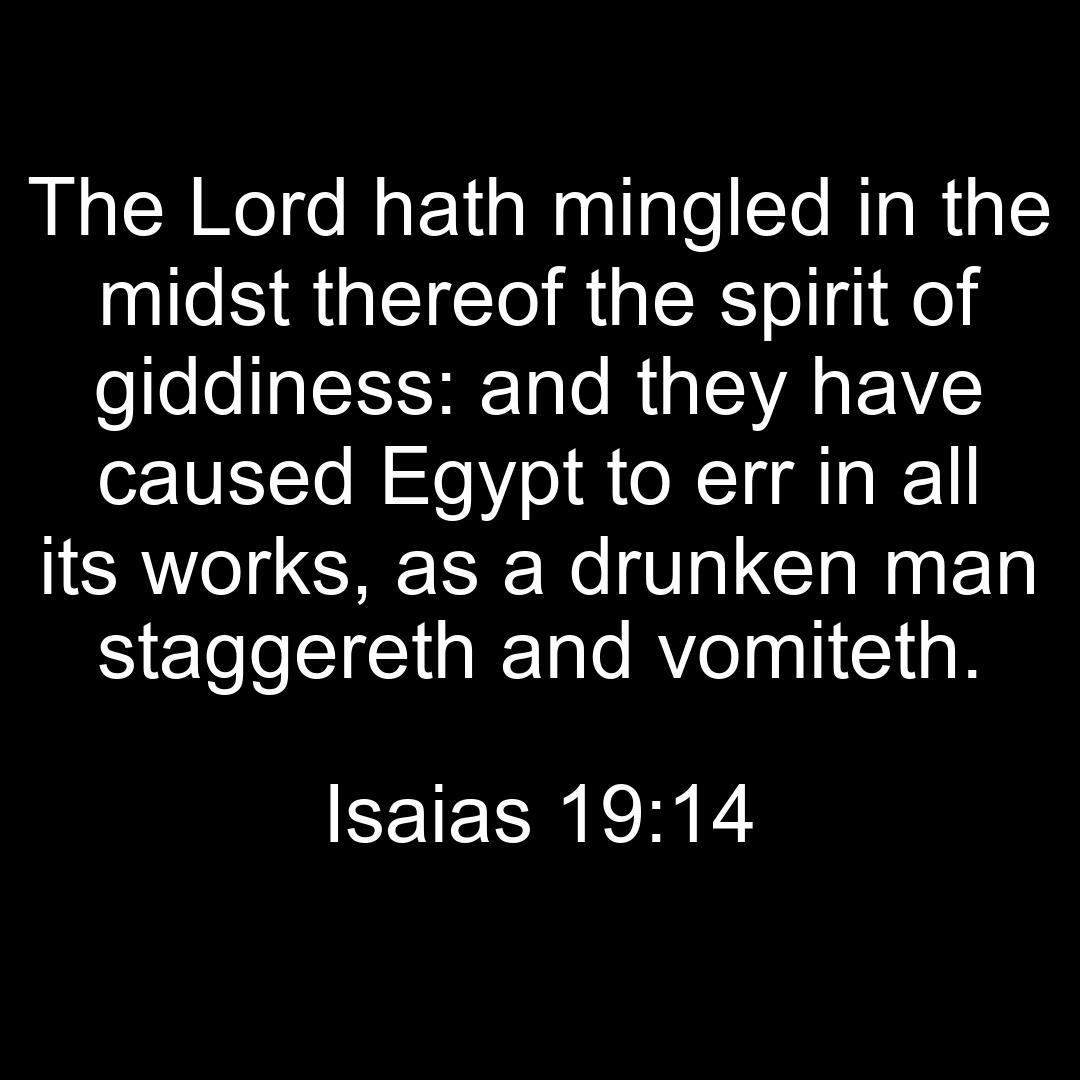 The Lord hath mingled in the
midst thereof the spirit of
giddiness: and they have
caused Egypt to err in all
its works, as a drunken man
staggereth and vomiteth.
Isaias 19:14